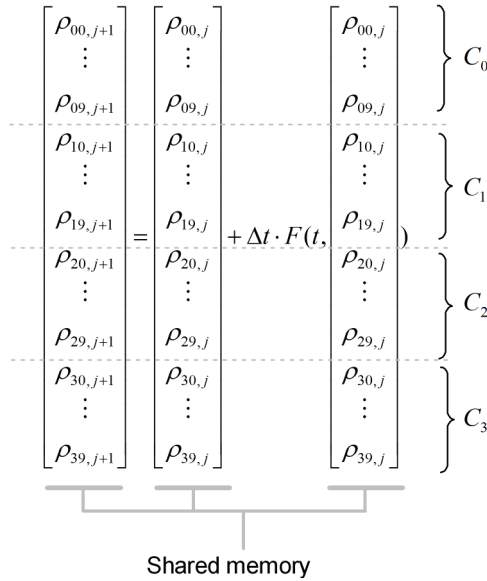 ρ₀₀,ⱼ₊₁ ρ₀₀,ⱼ ρ₀₀,ⱼ
⋮ ⋮ ⋮ C₀
ρ₀₉,ⱼ₊₁ ρ₀₉,ⱼ ρ₀₉,ⱼ
ρ₁₀,ⱼ₊₁ ρ₁₀,ⱼ ρ₁₀,ⱼ
⋮ ⋮ ⋮ C₁
ρ₁₉,ⱼ₊₁ ρ₁₉,ⱼ ρ₁₉,ⱼ
= + Δt · F(t, )
ρ₂₀,ⱼ₊₁ ρ₂₀,ⱼ ρ₂₀,ⱼ
⋮ ⋮ ⋮ C₂
ρ₂₉,ⱼ₊₁ ρ₂₉,ⱼ ρ₂₉,ⱼ
ρ₃₀,ⱼ₊₁ ρ₃₀,ⱼ ρ₃₀,ⱼ
⋮ ⋮ ⋮ C₃
ρ₃₉,ⱼ₊₁ ρ₃₉,ⱼ ρ₃₉,ⱼ
Shared memory